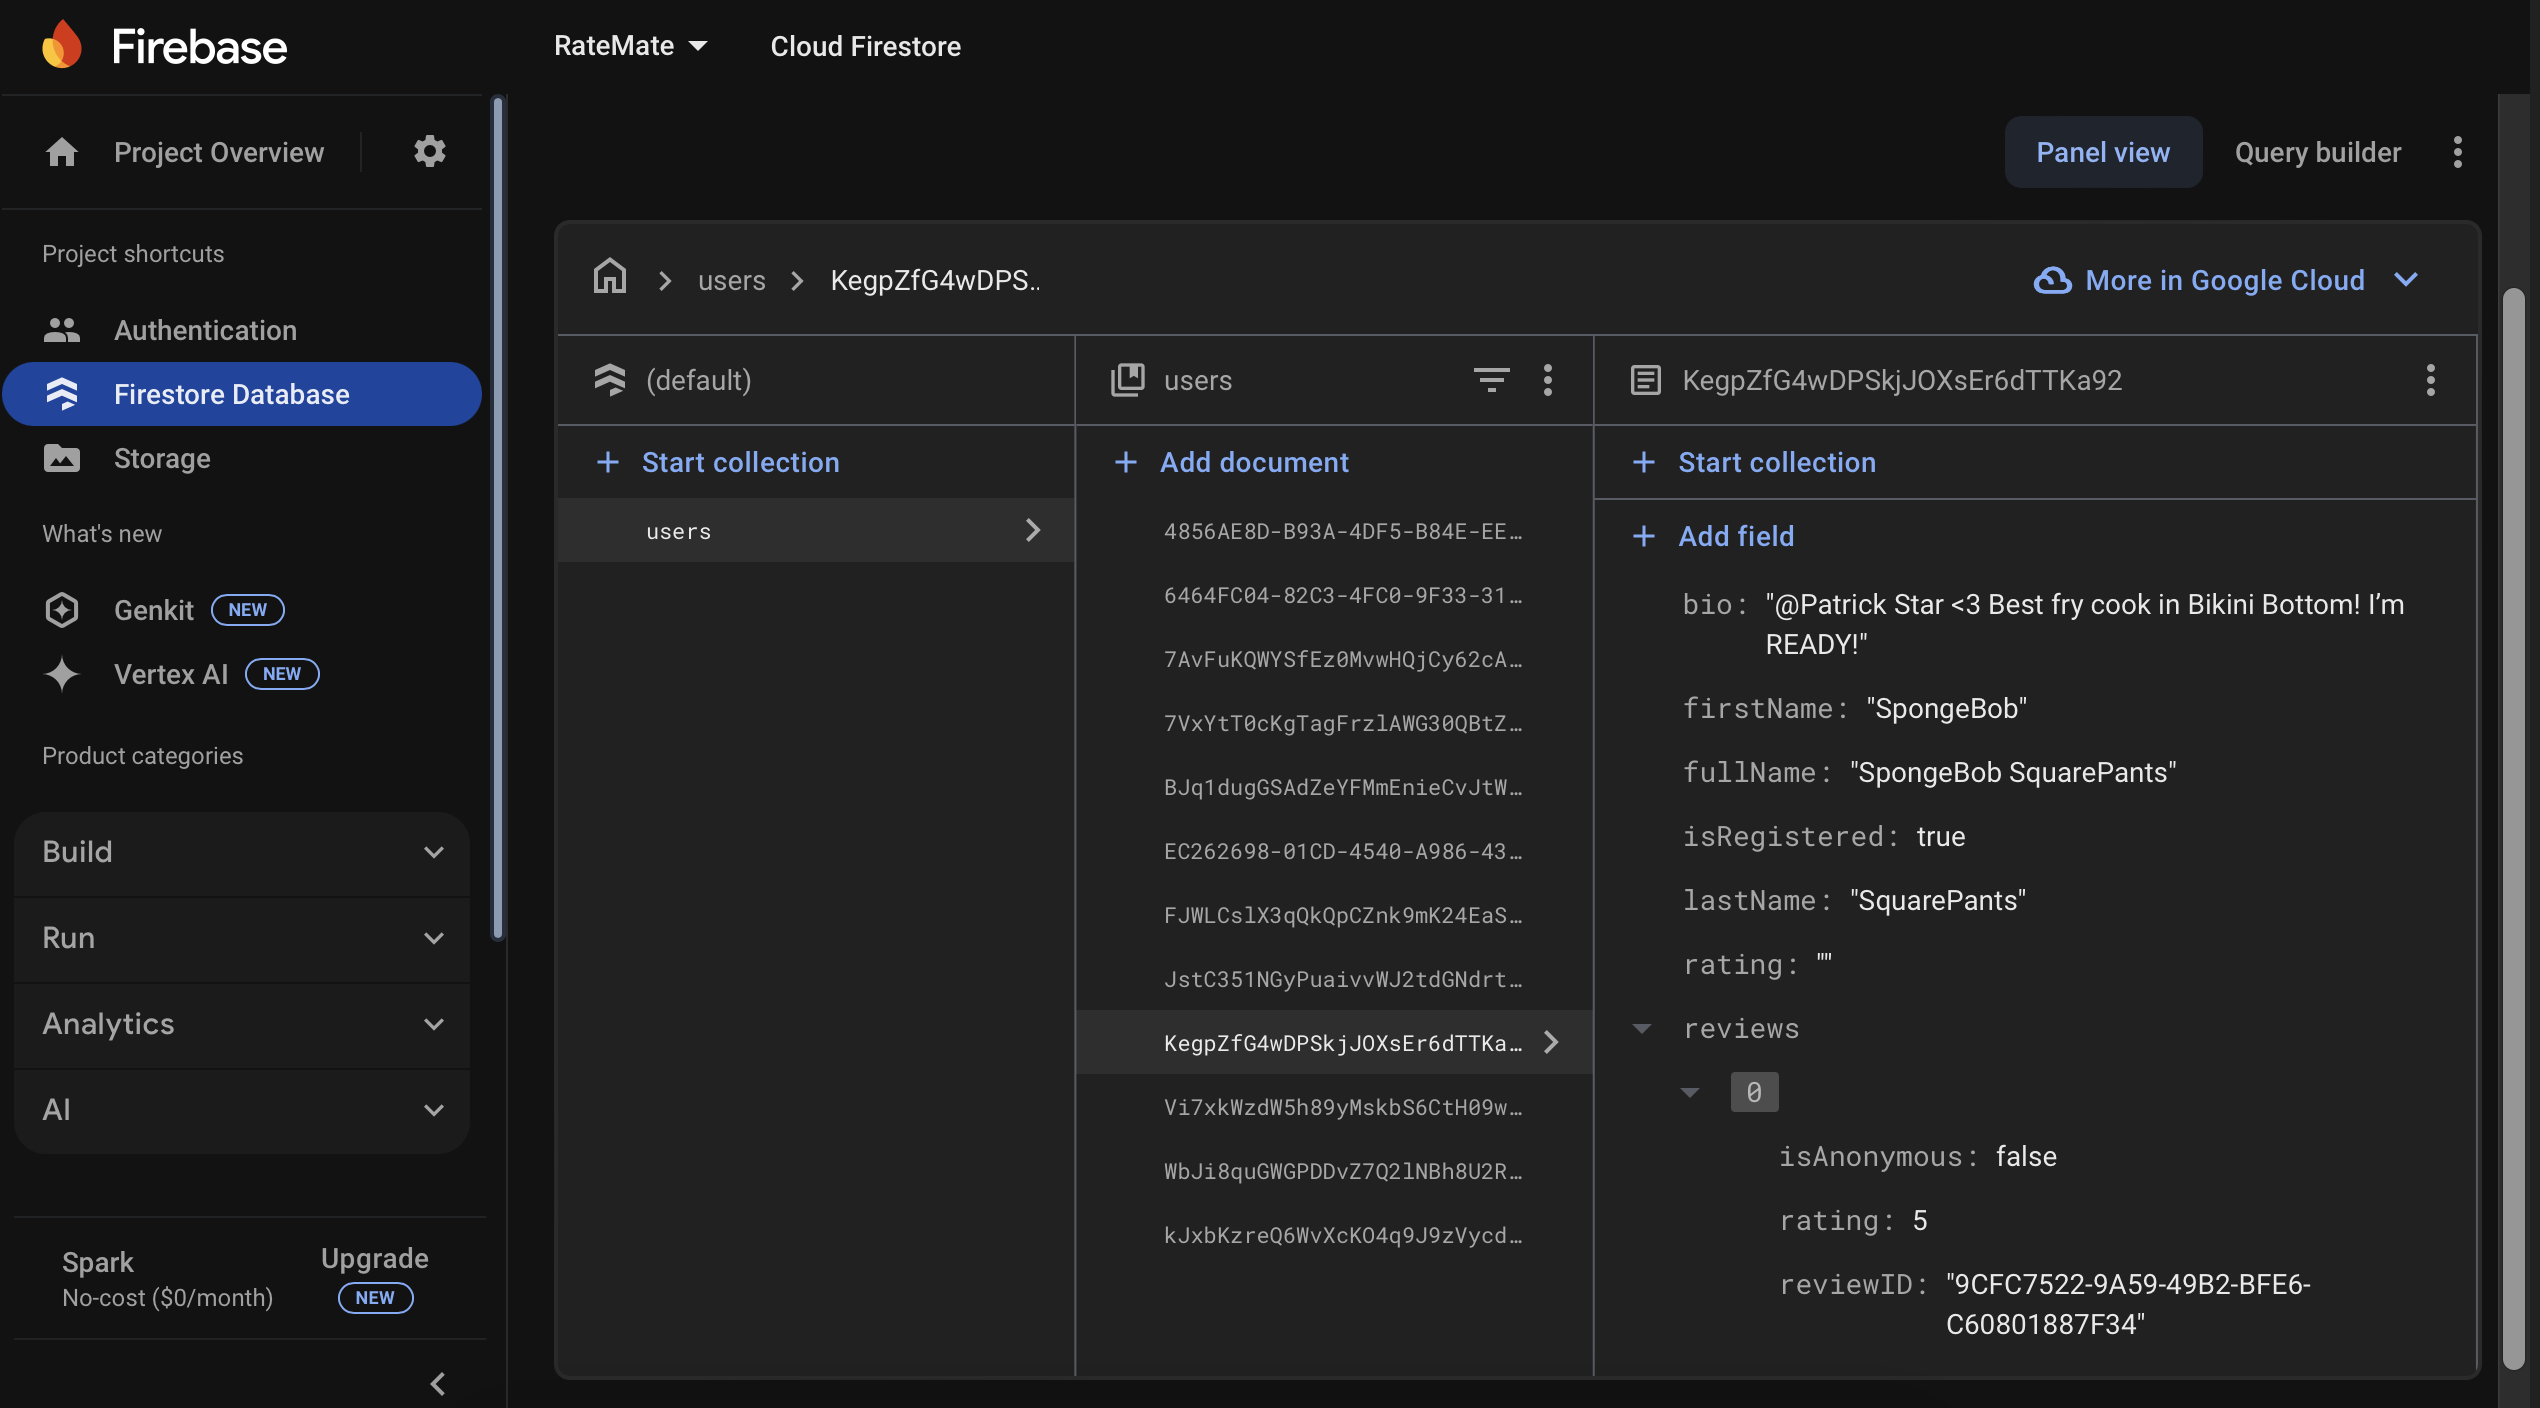 Firebase
RateMate
Cloud Firestore
Project Overview
Panel view
Query builder
Project shortcuts
Authentication
Firestore Database
Storage
What's new
Genkit NEW
Vertex AI NEW
Product categories
Build
Run
Analytics
AI
Spark
No-cost ($0/month)
Upgrade
NEW
users
KegpZfG4wDPS..
More in Google Cloud
(default)
Start collection
users
users
Add document
4856AE8D-B93A-4DF5-B84E-EE…
6464FC04-82C3-4FC0-9F33-31…
7AvFuKQWYSfEz0MvwHQjCy62cA…
7VxYtT0cKgTagFrzlAWG30QBtZ…
BJq1dugGSAdZeYFMmEnieCvJtW…
EC262698-01CD-4540-A986-43…
FJWLCslX3qQkQpCZnk9mK24EaS…
JstC351NGyPuaivvWJ2tdGNdrt…
KegpZfG4wDPSkjJOXsEr6dTTKa…
Vi7xkWzdW5h89yMskbS6CtH09w…
WbJi8quGWGPDDvZ7Q2lNBh8U2R…
kJxbKzreQ6WvXcKO4q9J9zVycd…
KegpZfG4wDPSkjJOXsEr6dTTKa92
Start collection
Add field
bio: "@Patrick Star <3 Best fry cook in Bikini Bottom! I’m
READY!"
firstName: "SpongeBob"
fullName: "SpongeBob SquarePants"
isRegistered: true
lastName: "SquarePants"
rating: ""
reviews
0
isAnonymous: false
rating: 5
reviewID: "9CFC7522-9A59-49B2-BFE6-
C60801887F34"